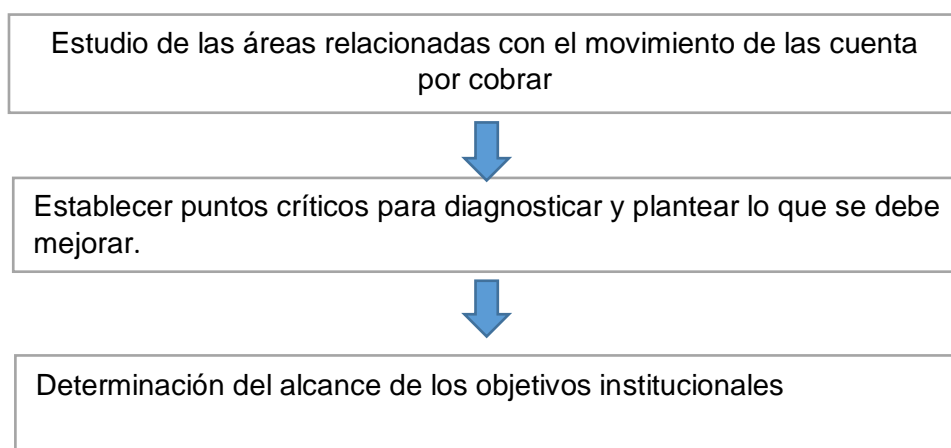 Estudio de las áreas relacionadas con el movimiento de las cuenta
por cobrar
Establecer puntos críticos para diagnosticar y plantear lo que se debe
mejorar.
Determinación del alcance de los objetivos institucionales